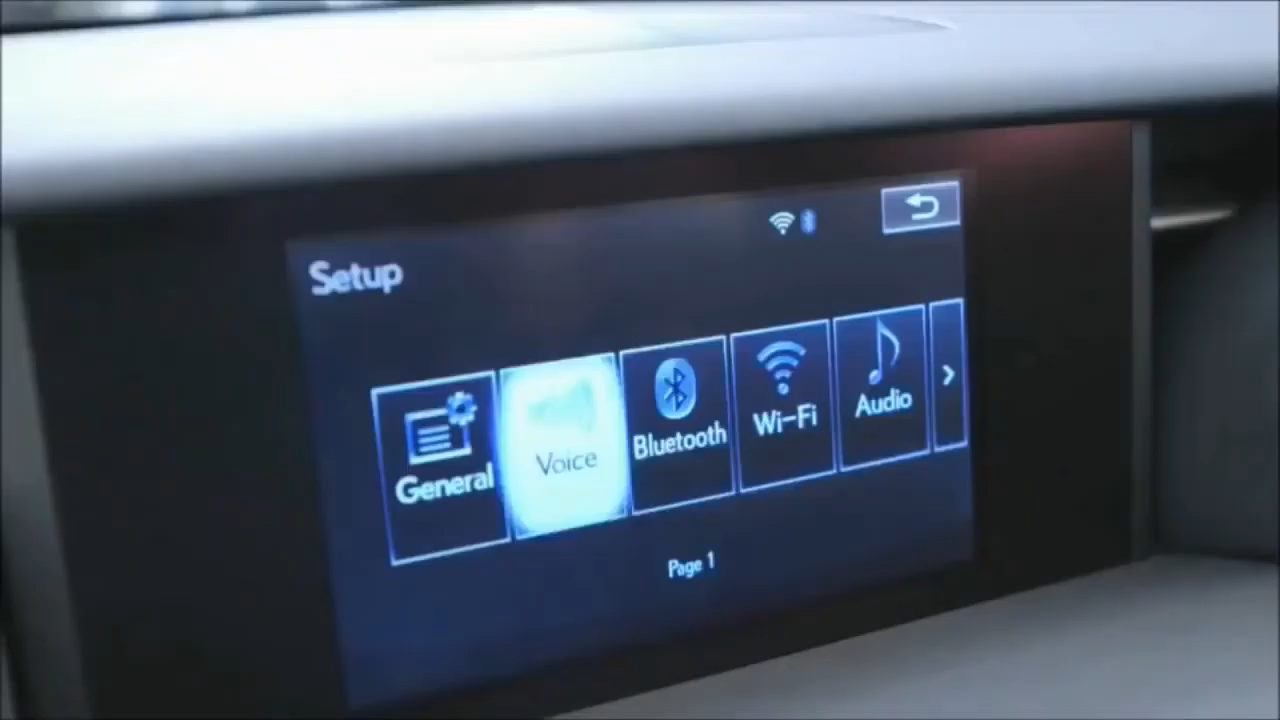 Setup
General
Voice
Bluetooth
Wi-Fi
Audio
Page 1